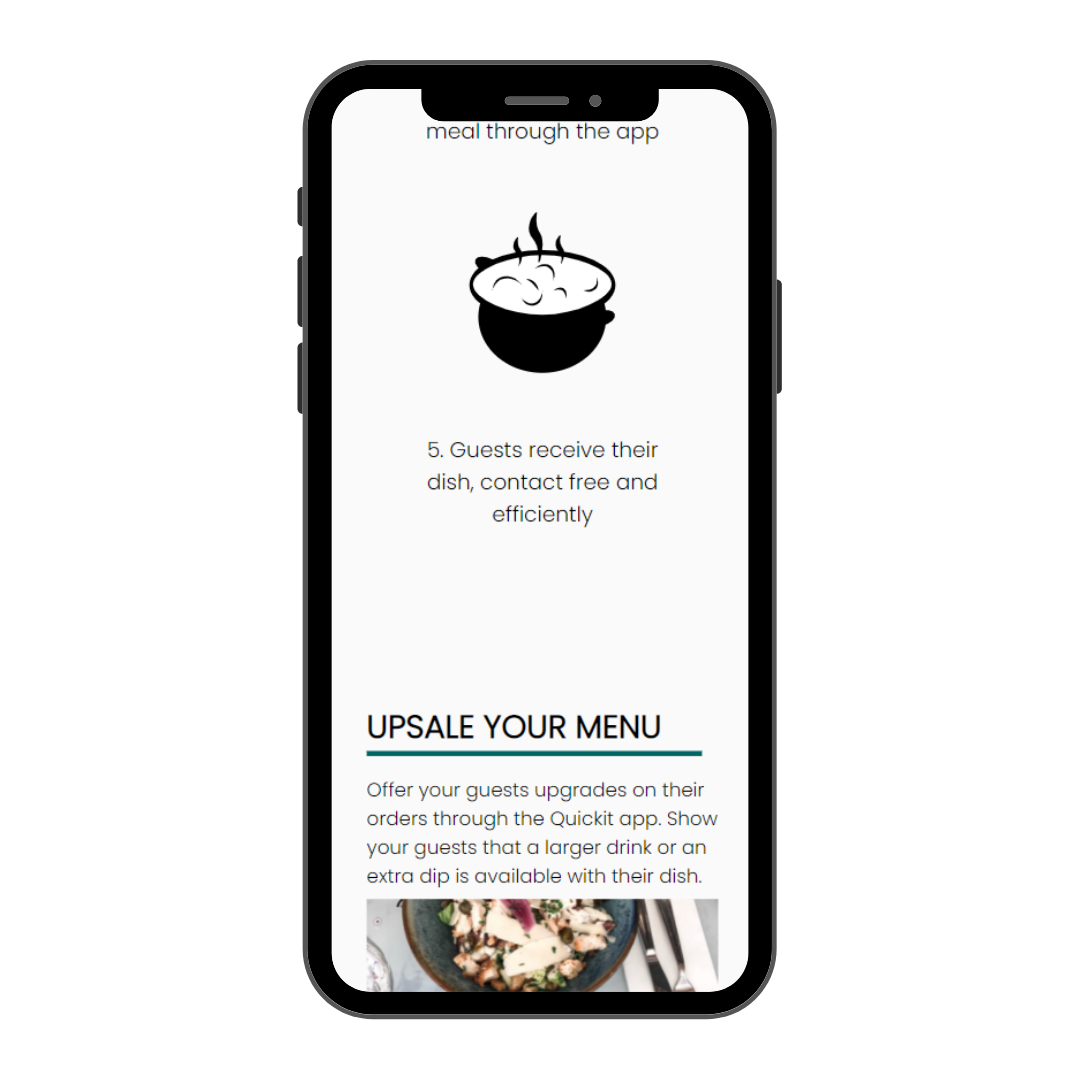 meal through the app
5. Guests receive their
dish, contact free and
efficiently
UPSALE YOUR MENU
Offer your guests upgrades on their
orders through the Quickit app. Show
your guests that a larger drink or an
extra dip is available with their dish.